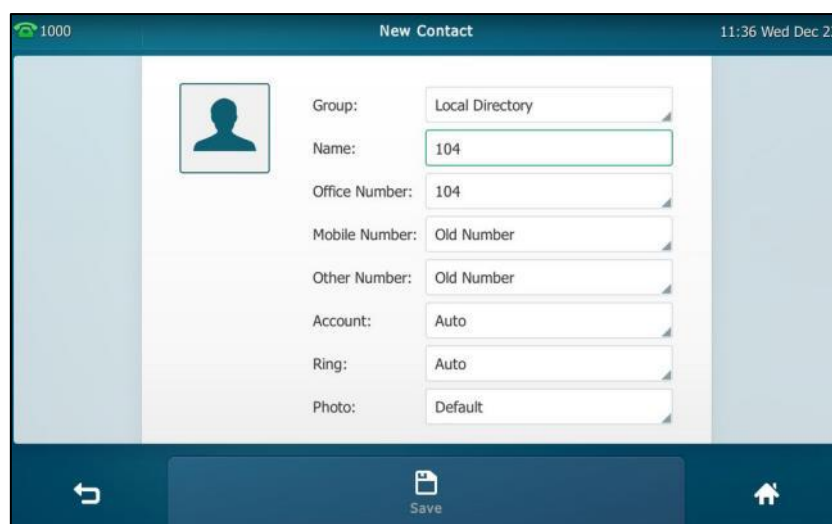 1000 New Contact 11:36 Wed Dec 2
Group: Local Directory
Name: 104
Office Number: 104
Mobile Number: Old Number
Other Number: Old Number
Account: Auto
Ring: Auto
Photo: Default
Save